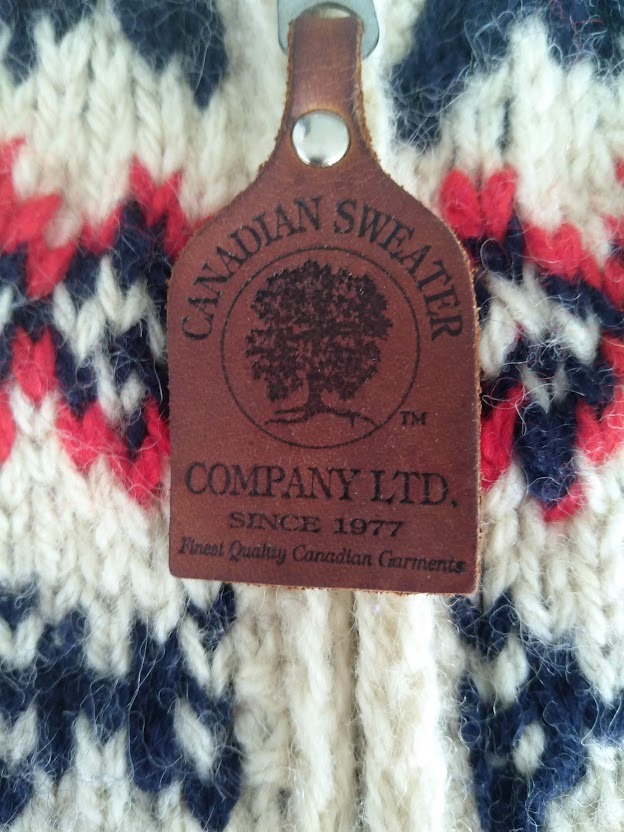 CANADIAN SWEATER
TM
COMPANY LTD.
SINCE 1977
Finest Quality Canadian Garments